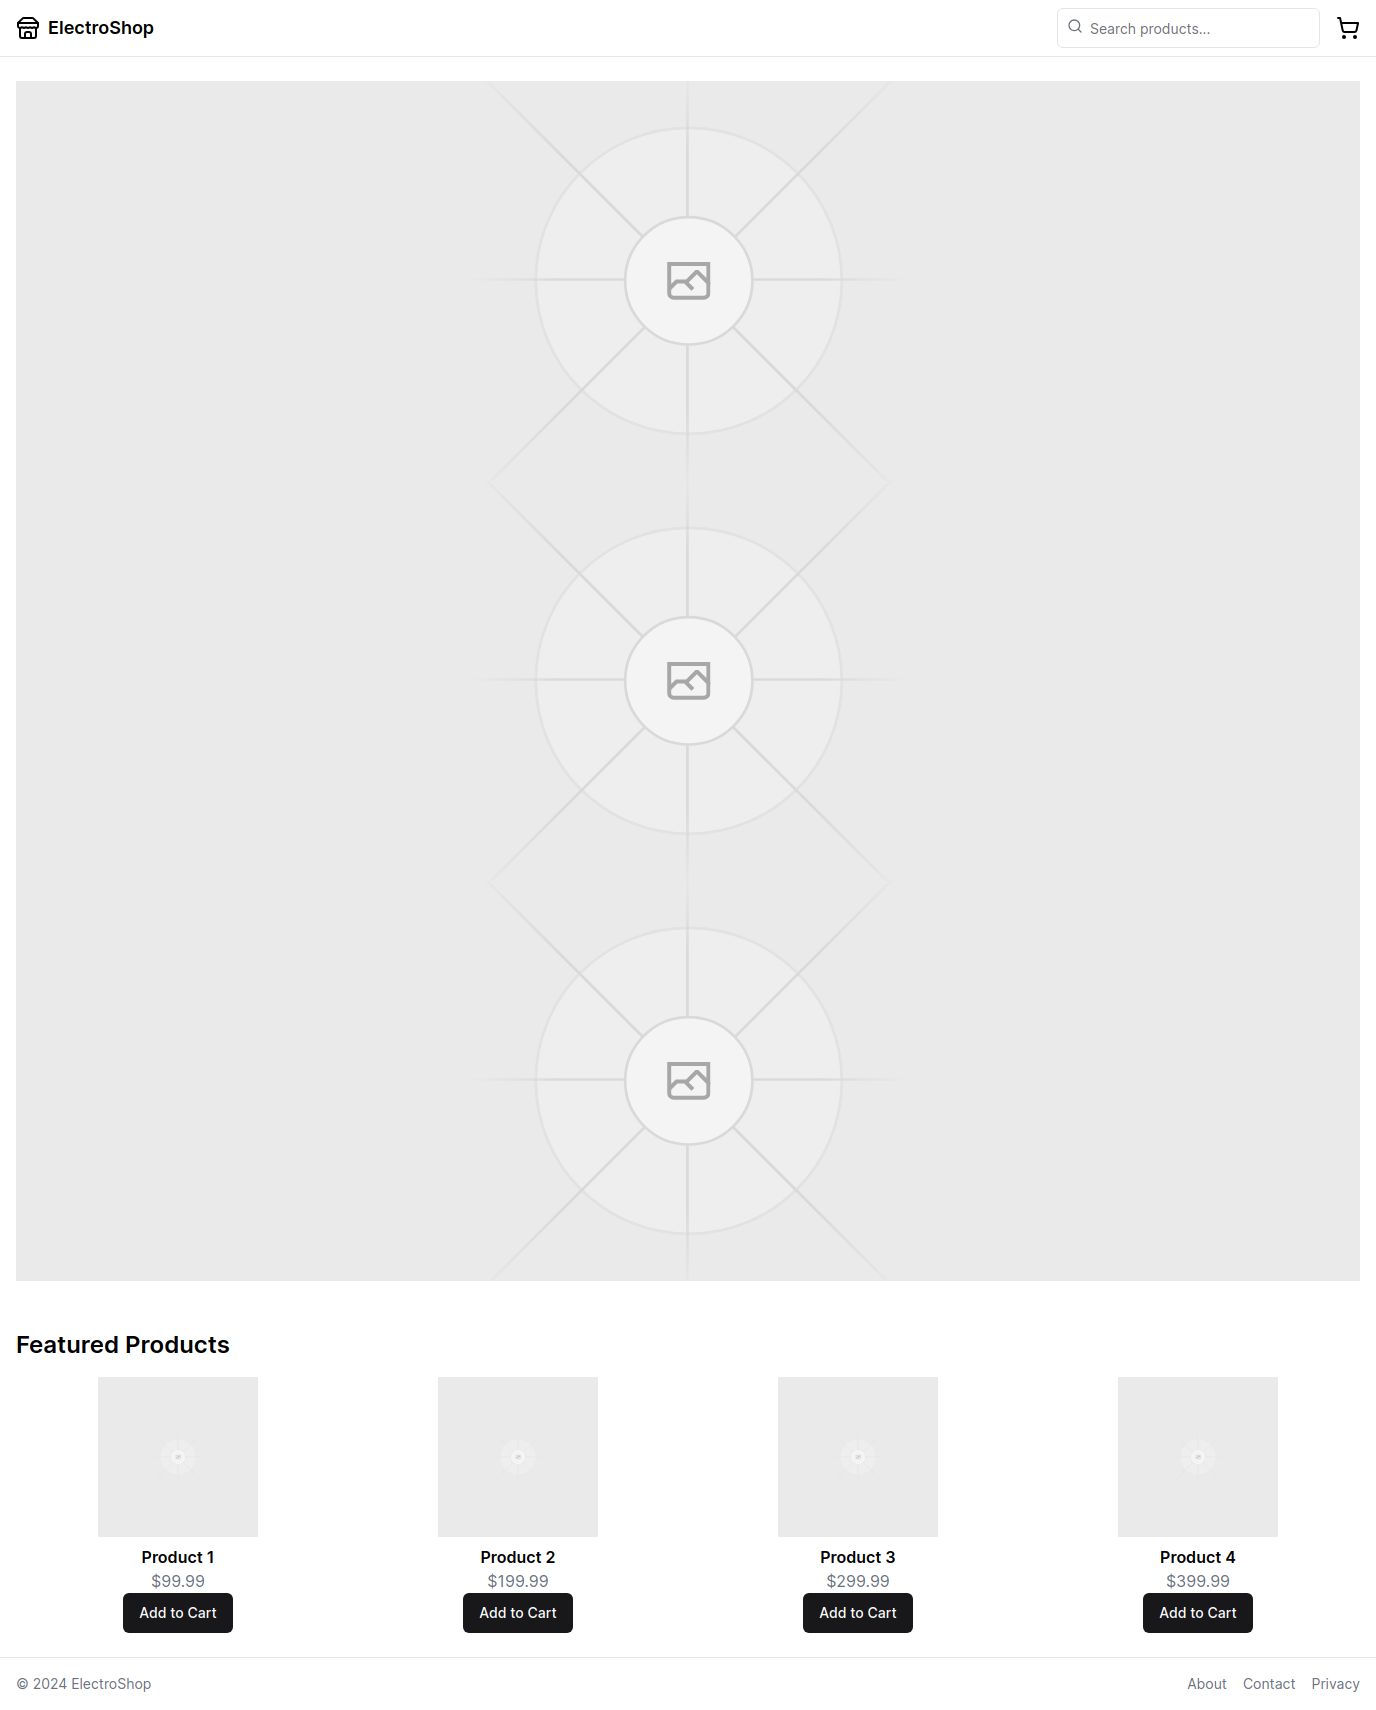 ElectroShop
Search products...
Featured Products
Product 1
$99.99
Add to Cart
Product 2
$199.99
Add to Cart
Product 3
$299.99
Add to Cart
Product 4
$399.99
Add to Cart
© 2024 ElectroShop
About Contact Privacy